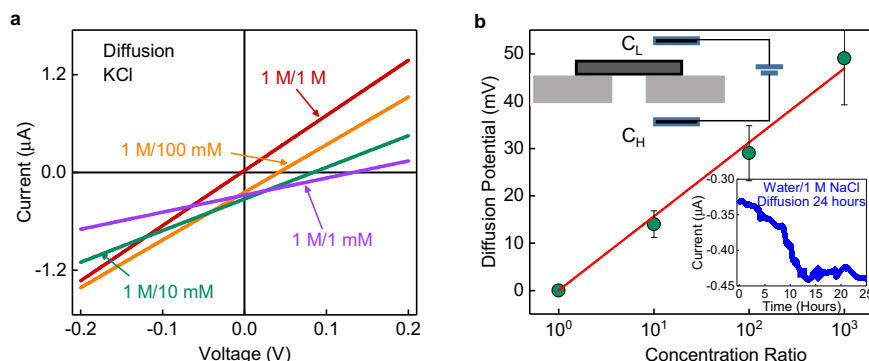 a
Diffusion
KCl
1 M/1 M
1 M/100 mM
1 M/1 mM
1 M/10 mM
1.2
0.0
-1.2
Current (µA)
-0.2
-0.1
0.0
0.1
0.2
Voltage (V)
b
C_L
C_H
50
40
30
20
10
0
Diffusion Potential (mV)
10^0
10^1
10^2
10^3
Concentration Ratio
Water/1 M NaCl
Diffusion 24 hours
-0.30
-0.35
-0.40
-0.45
Current (µA)
0
5
10
15
20
25
Time (Hours)